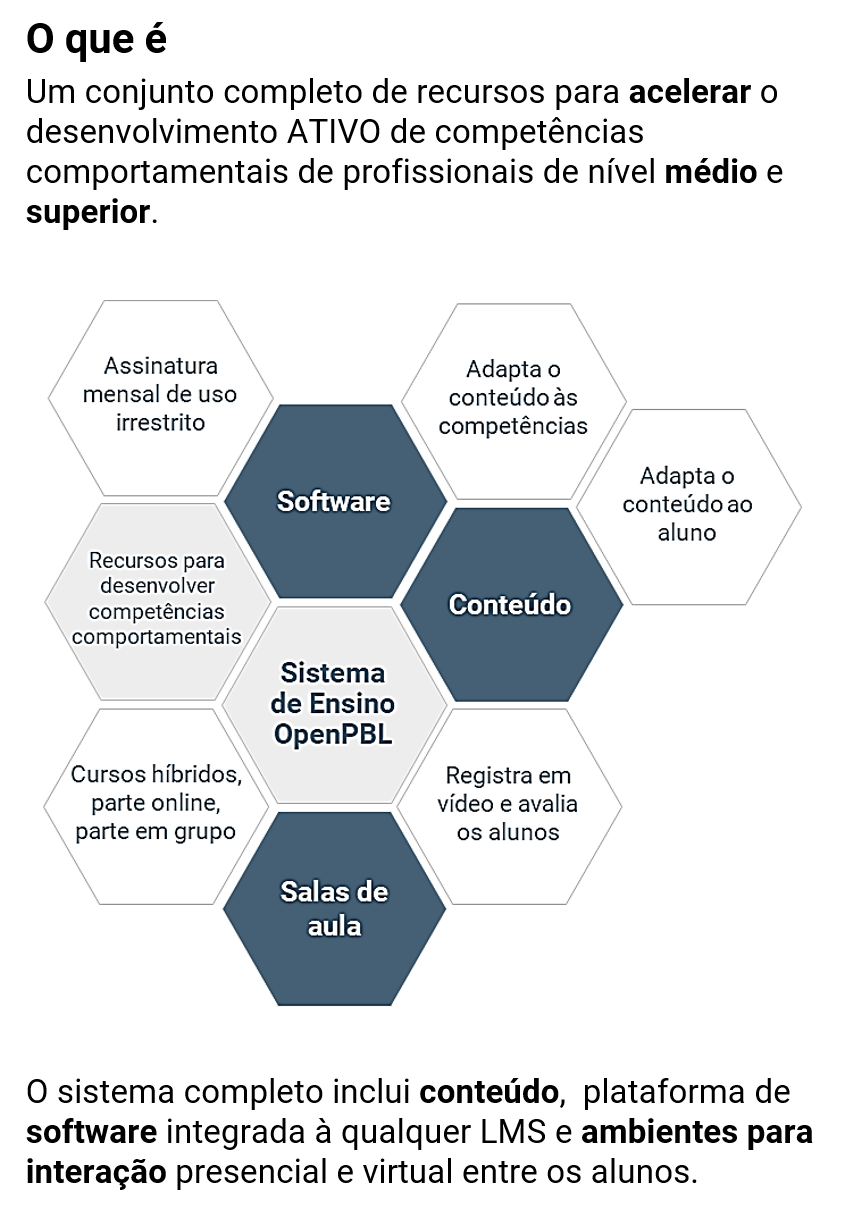 O que é
Um conjunto completo de recursos para acelerar o
desenvolvimento ATIVO de competências
comportamentais de profissionais de nível médio e
superior.
Assinatura
mensal de uso
irrestrito
Adapta o
conteúdo às
competências
Adapta o
conteúdo ao
aluno
Software
Recursos para
desenvolver
competências
comportamentais
Conteúdo
Sistema
de Ensino
OpenPBL
Cursos híbridos,
parte online,
parte em grupo
Registra em
vídeo e avalia
os alunos
Salas de
aula
O sistema completo inclui conteúdo, plataforma de
software integrada à qualquer LMS e ambientes para
interação presencial e virtual entre os alunos.